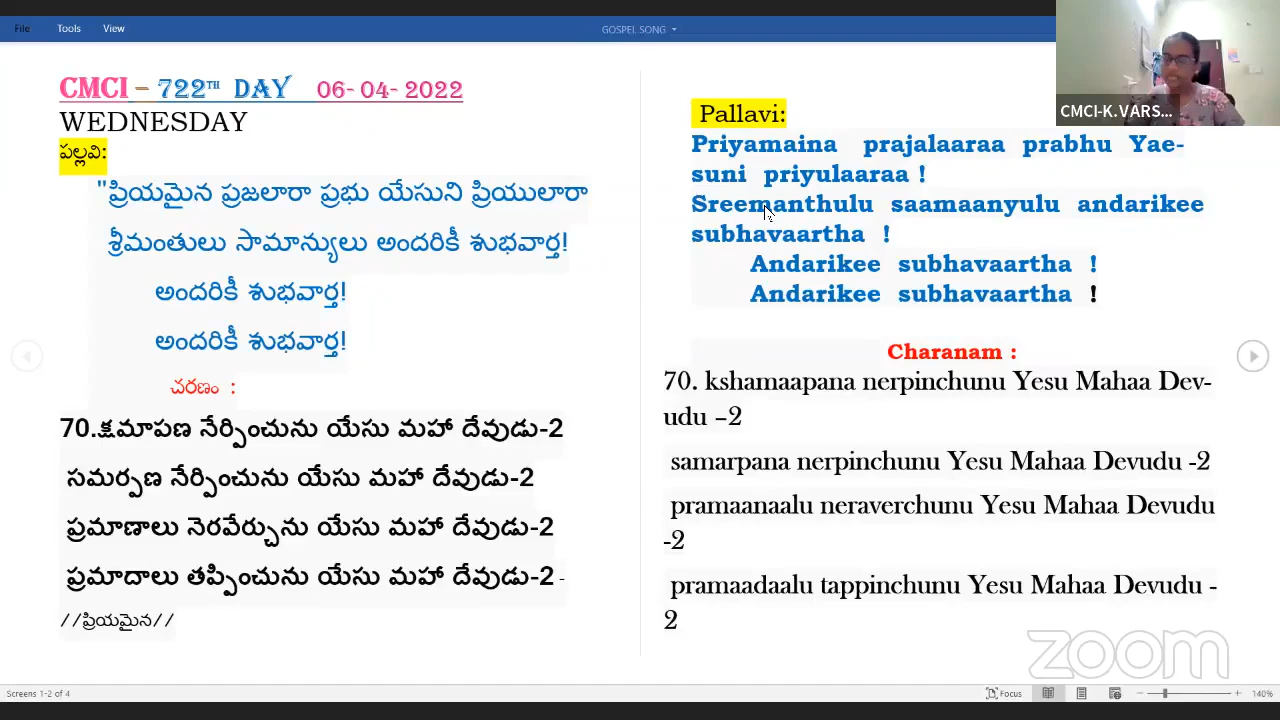 File Tools View GOSPEL SONG
CMCI-K.VARS...
CMCI – 722TH DAY 06- 04- 2022
WEDNESDAY
పల్లవి:
"ప్రియమైన ప్రజలారా ప్రభు యేసుని ప్రియులారా
శ్రీమంతులు సామాన్యులు అందరికీ శుభవార్త!
అందరికీ శుభవార్త!
అందరికీ శుభవార్త!
చరణం :
70.క్షమాపణ నేర్పించును యేసు మహా దేవుడు-2
సమర్పణ నేర్పించును యేసు మహా దేవుడు-2
ప్రమాణాలు నెరవేర్చును యేసు మహా దేవుడు-2
ప్రమాదాలు తప్పించును యేసు మహా దేవుడు-2 -
//ప్రియమైన//
Pallavi:
Priyamaina prajalaaraa prabhu Yae-
suni priyulaaraa !
Sreemanthulu saamaanyulu andarikee
subhavaartha !
Andarikee subhavaartha !
Andarikee subhavaartha !
Charanam :
70. kshamaapana nerpinchunu Yesu Mahaa Dev-
udu –2
samarpana nerpinchunu Yesu Mahaa Devudu -2
pramaanaalu neraverchunu Yesu Mahaa Devudu
-2
pramaadaalu tappinchunu Yesu Mahaa Devudu -
2
zoom
Screens 1-2 of 4 Focus 140%